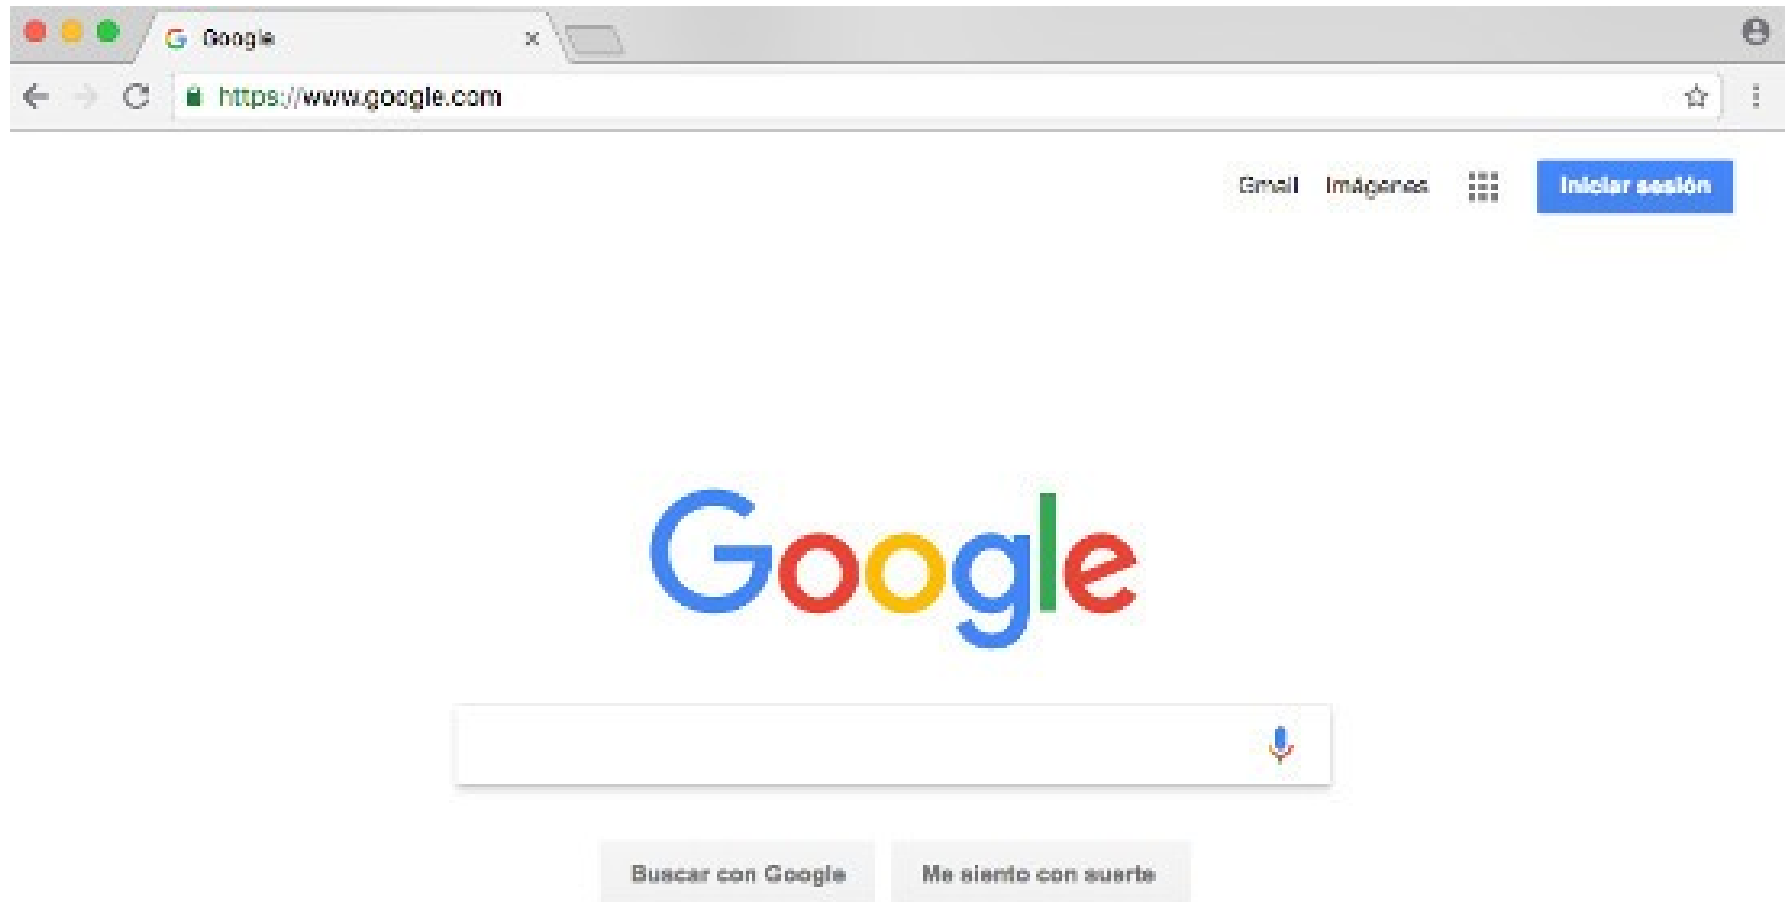 Google
https://www.google.com
Gmail Imágenes Iniciar sesión
Google
Buscar con Google Me siento con suerte